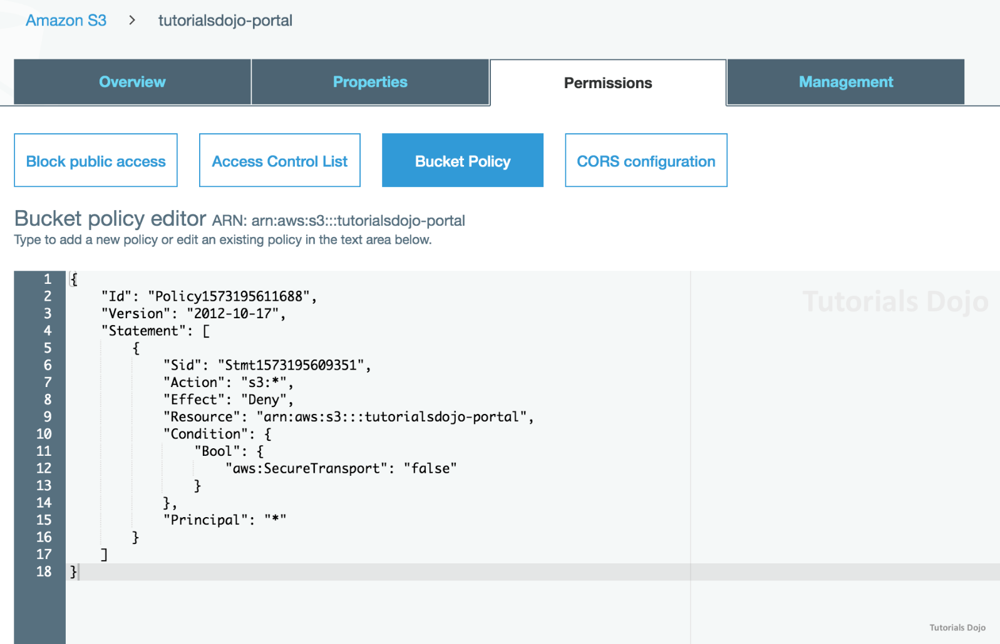 Amazon S3 > tutorialsdojo-portal
Overview Properties Permissions Management
Block public access Access Control List Bucket Policy CORS configuration
Bucket policy editor ARN: arn:aws:s3:::tutorialsdojo-portal
Type to add a new policy or edit an existing policy in the text area below.
1 {
2 "Id": "Policy1573195611688",
3 "Version": "2012-10-17",
4 "Statement": [
5 {
6 "Sid": "Stmt1573195609351",
7 "Action": "s3:*",
8 "Effect": "Deny",
9 "Resource": "arn:aws:s3:::tutorialsdojo-portal",
10 "Condition": {
11 "Bool": {
12 "aws:SecureTransport": "false"
13 }
14 },
15 "Principal": "*"
16 }
17 ]
18 }
Tutorials Dojo
Tutorials Dojo